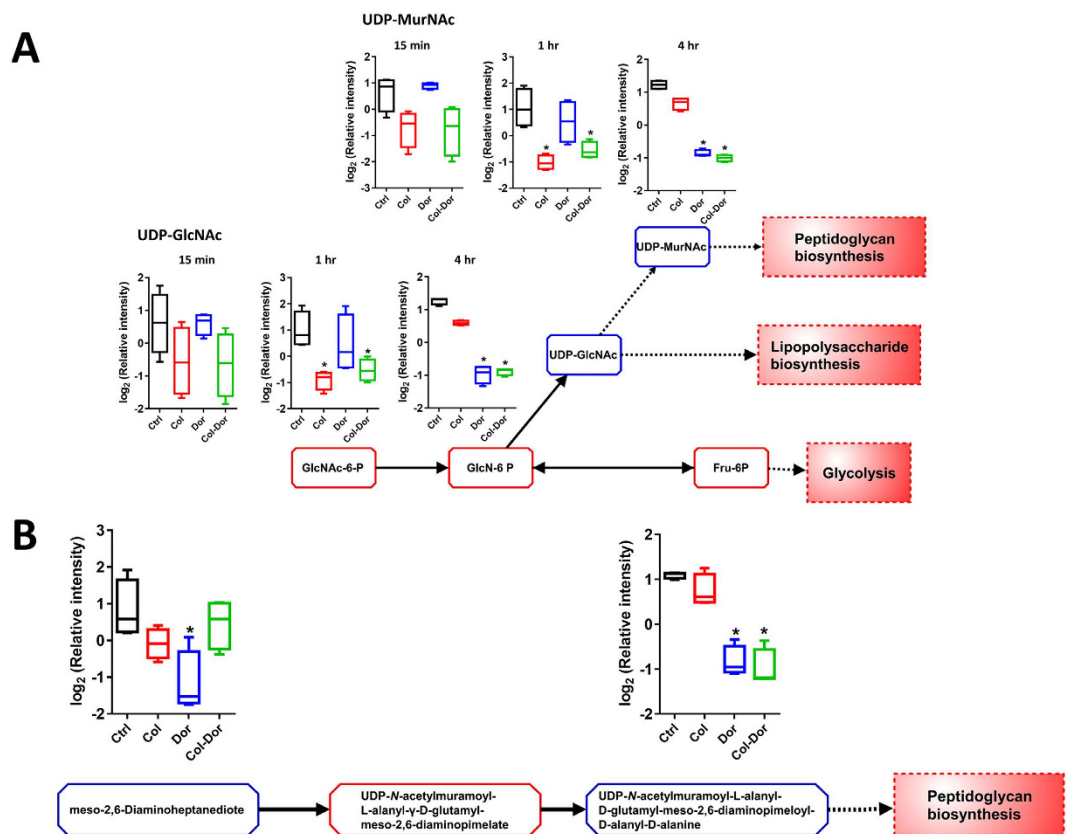 A
UDP-MurNAc
15 min
1 hr
4 hr
log2 (Relative intensity)
2
1
0
-1
-2
-3
Ctrl
Col
Dor
Col-Dor
3
2
1
0
-1
-2
Ctrl
Col
Dor
Col-Dor
*
*
2
1
0
-1
Ctrl
Col
Dor
Col-Dor
*
*
UDP-GlcNAc
15 min
1 hr
4 hr
log2 (Relative intensity)
2
1
0
-1
-2
Ctrl
Col
Dor
Col-Dor
3
2
1
0
-1
-2
Ctrl
Col
Dor
Col-Dor
*
*
2
1
0
-1
-2
Ctrl
Col
Dor
Col-Dor
*
*
UDP-MurNAc
Peptidoglycan
biosynthesis
UDP-GlcNAc
Lipopolysaccharide
biosynthesis
GlcNAc-6-P
GlcN-6 P
Fru-6P
Glycolysis
B
log2 (Relative intensity)
3
2
1
0
-1
-2
Ctrl
Col
Dor
Col-Dor
*
log2 (Relative intensity)
2
1
0
-1
-2
Ctrl
Col
Dor
Col-Dor
*
*
meso-2,6-Diaminoheptanediote
UDP-N-acetylmuramoyl-
L-alanyl-γ-D-glutamyl-
meso-2,6-diaminopimelate
UDP-N-acetylmuramoyl-L-alanyl-
D-glutamyl-meso-2,6-diaminopimeloyl-
D-alanyl-D-alanine
Peptidoglycan
biosynthesis